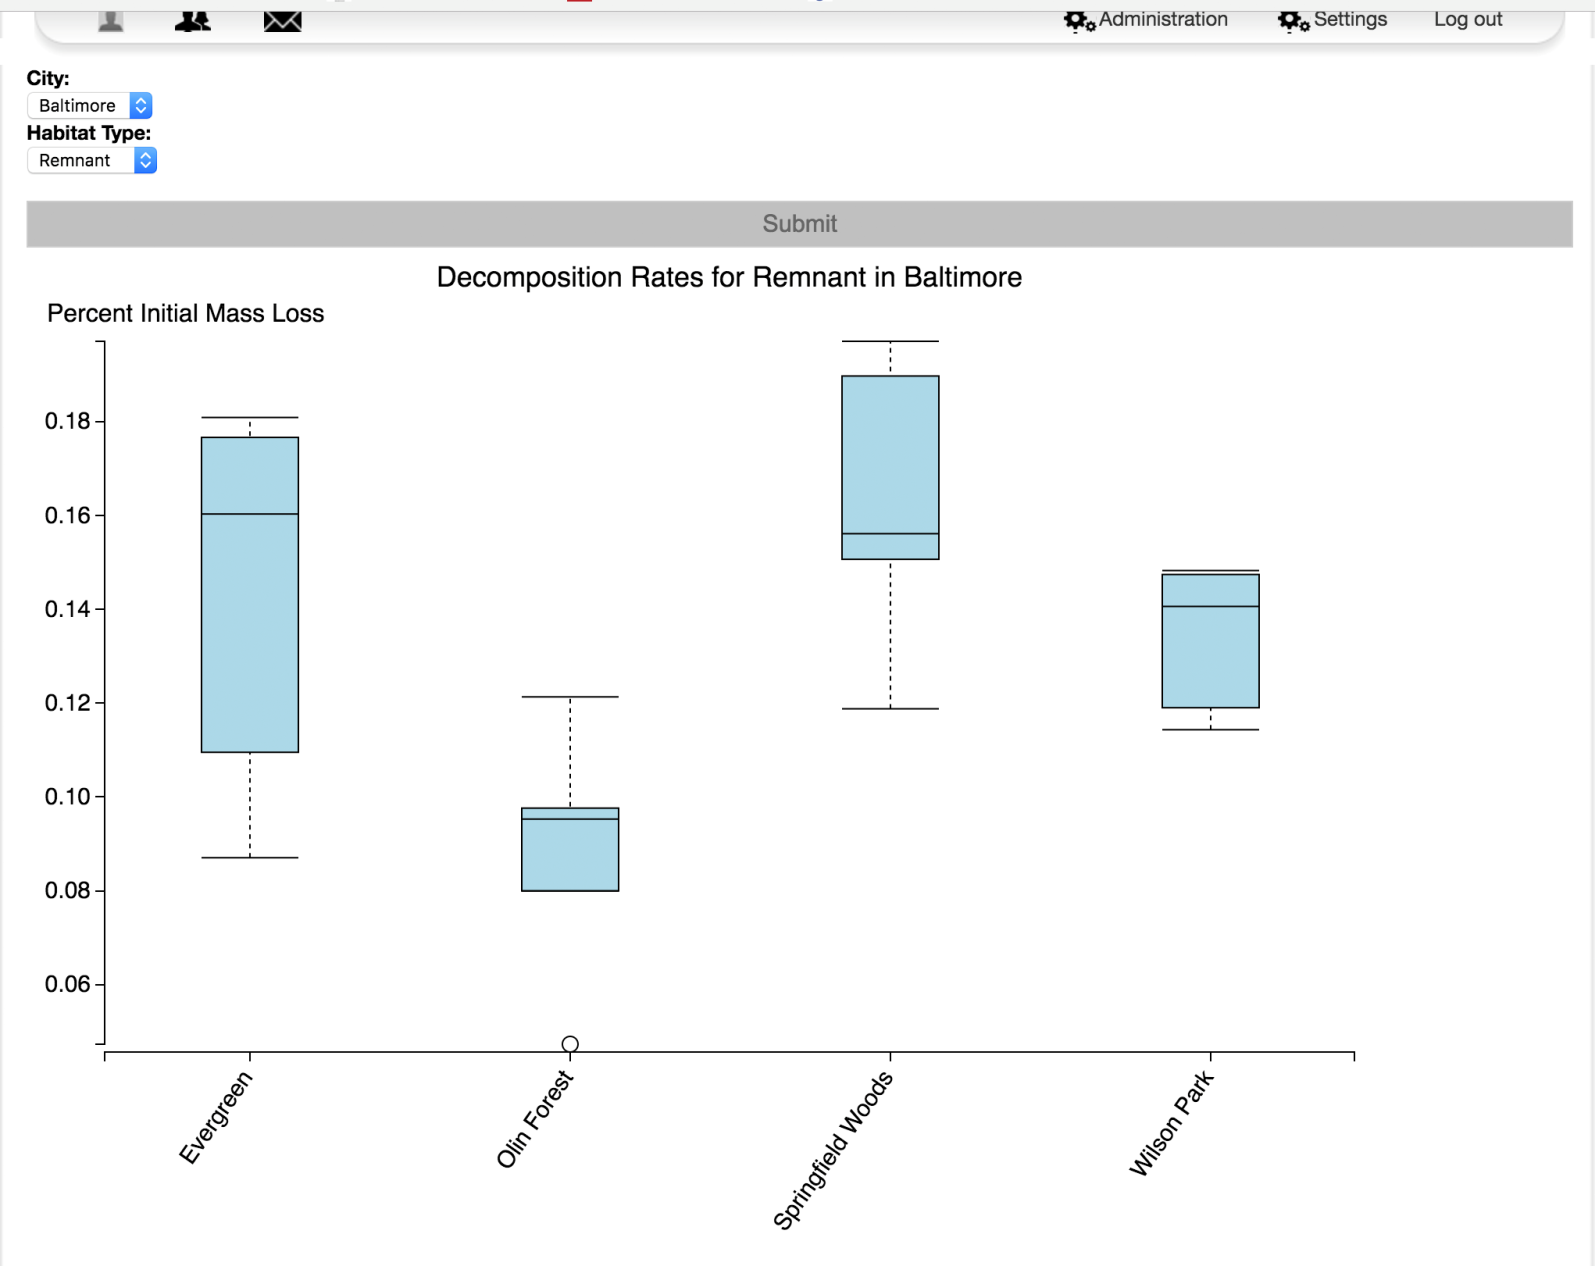 Administration Settings Log out
City:
Baltimore
Habitat Type:
Remnant
Submit
Decomposition Rates for Remnant in Baltimore
Percent Initial Mass Loss
0.18
0.16
0.14
0.12
0.10
0.08
0.06
Evergreen
Olin Forest
Springfield Woods
Wilson Park